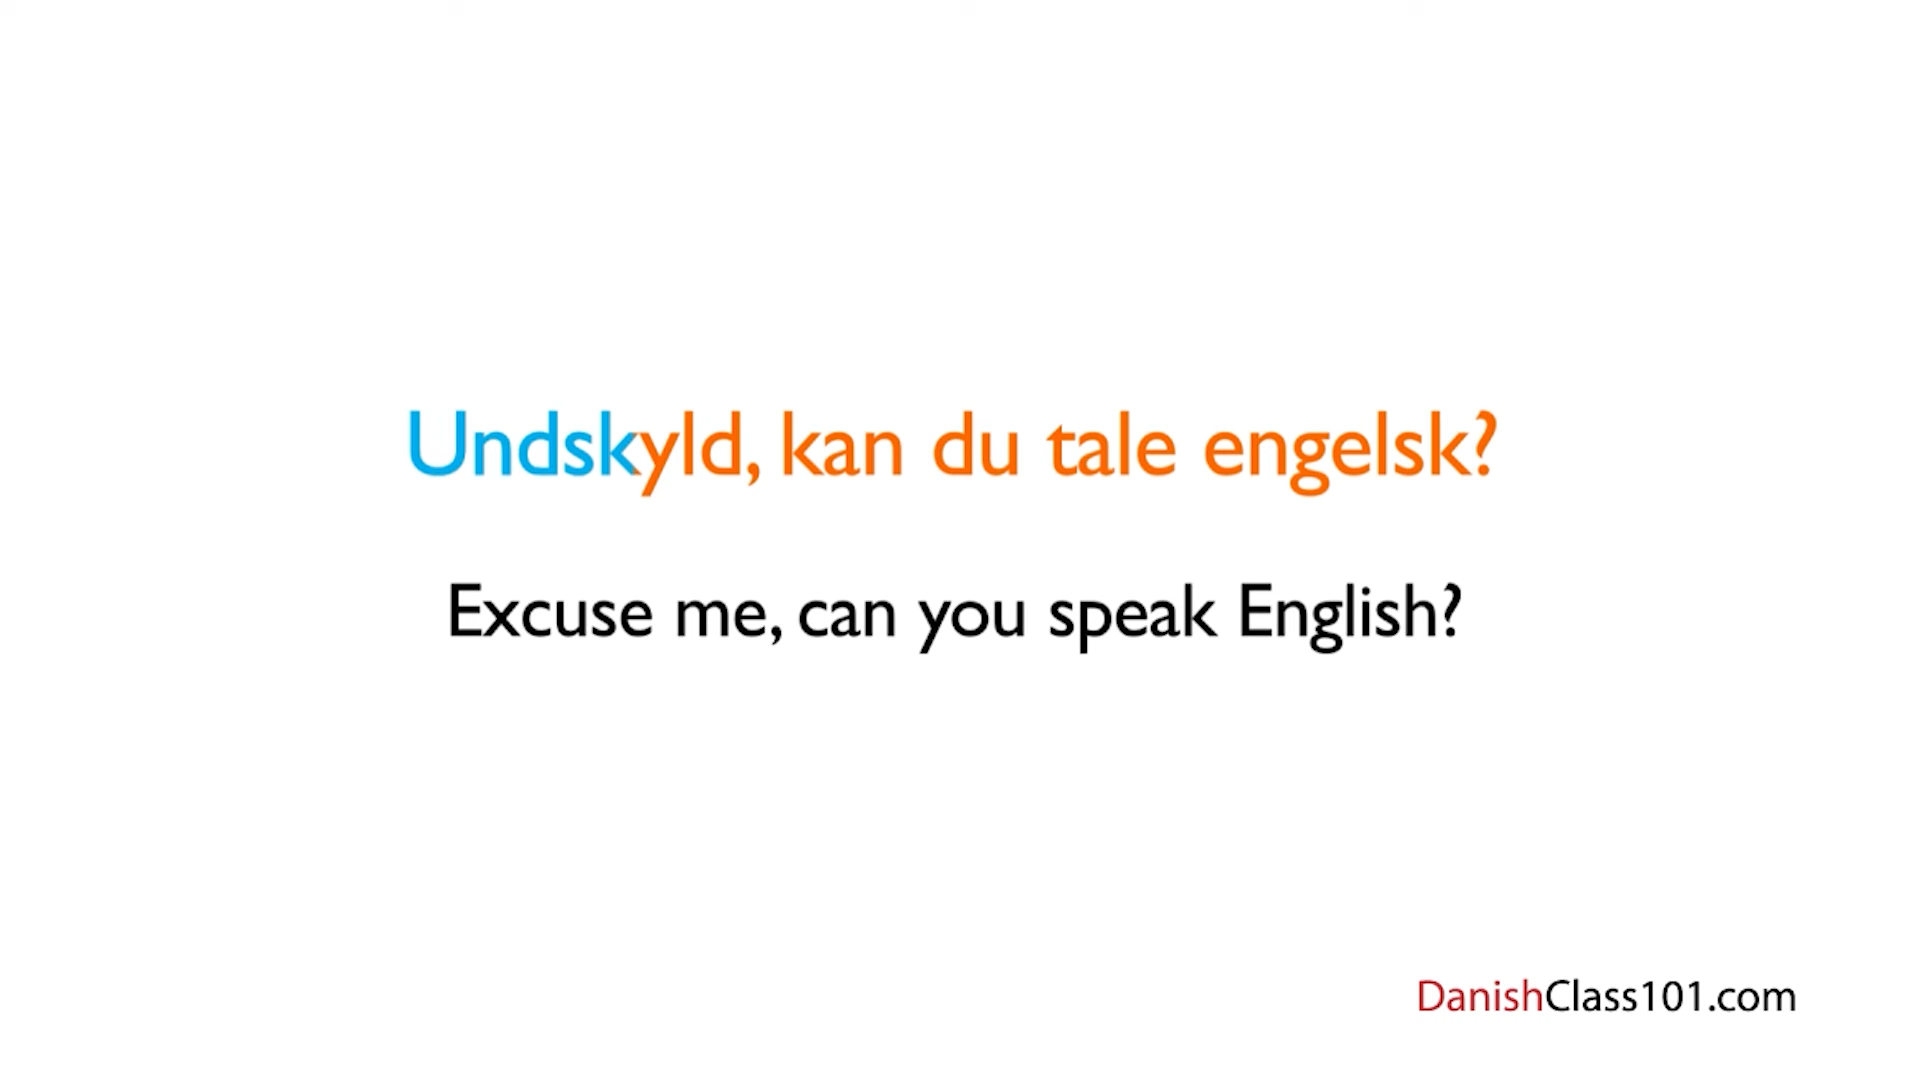 Undskyld, kan du tale engelsk?
Excuse me, can you speak English?
DanishClass101.com